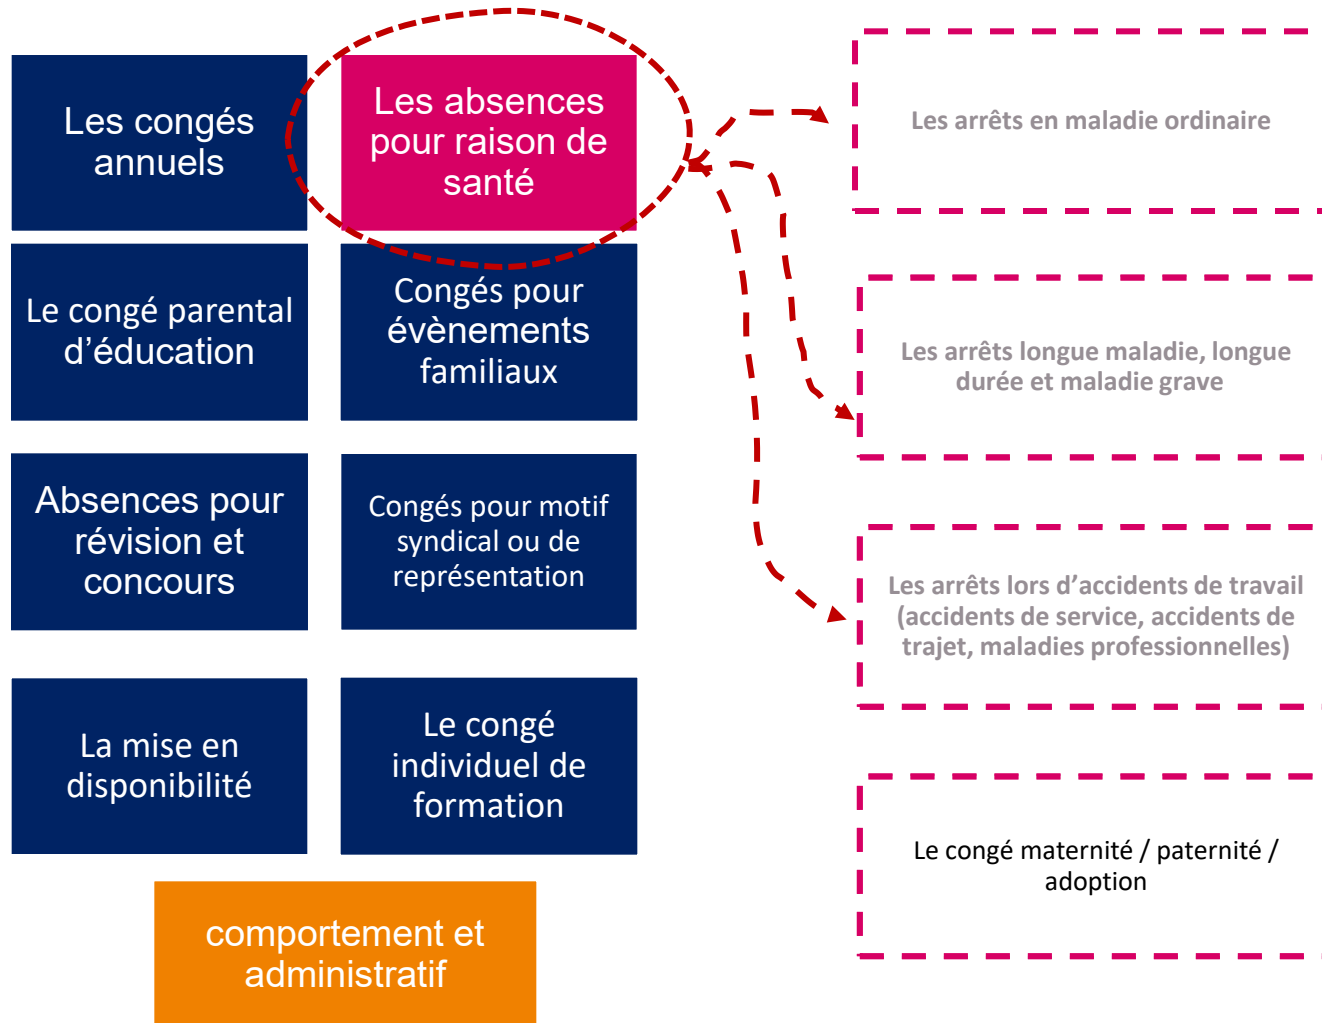 Les congés
annuels
Les absences
pour raison de
santé
Le congé parental
d’éducation
Congés pour
évènements
familiaux
Absences pour
révision et
concours
Congés pour motif
syndical ou de
représentation
La mise en
disponibilité
Le congé
individuel de
formation
comportement et
administratif
Les arrêts en maladie ordinaire
Les arrêts longue maladie, longue
durée et maladie grave
Les arrêts lors d’accidents de travail
(accidents de service, accidents de
trajet, maladies professionnelles)
Le congé maternité / paternité /
adoption